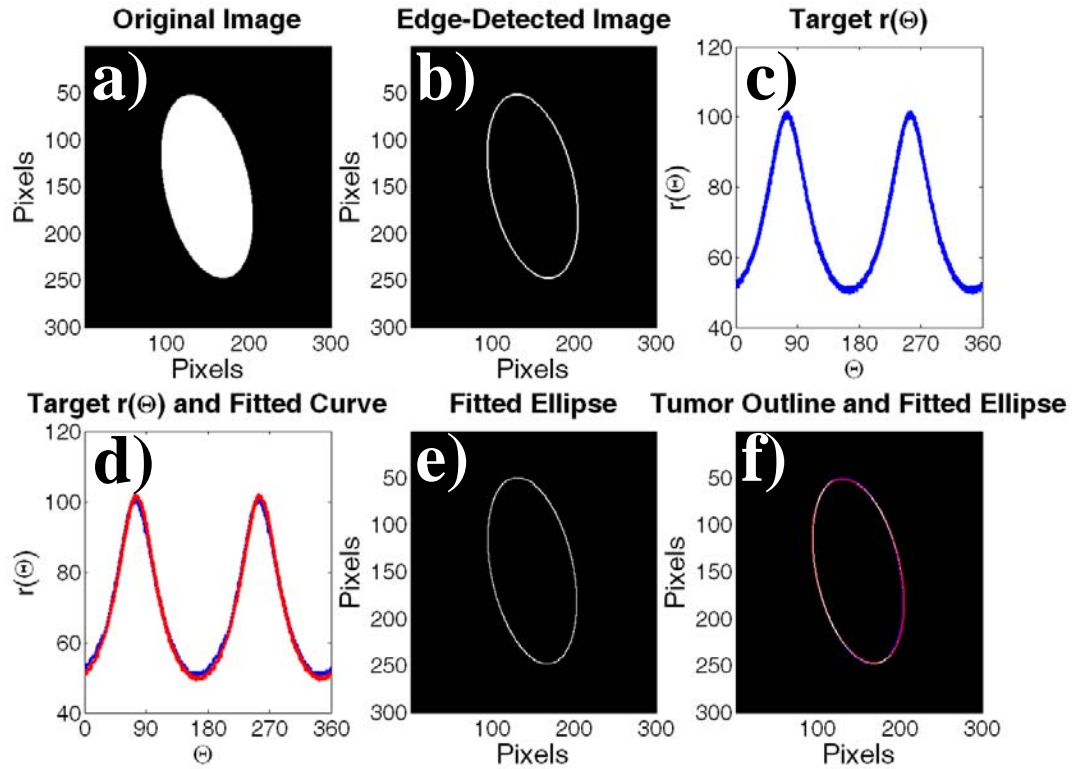 Original Image
a)
50
100
150
200
250
300
Pixels
100 200 300
Pixels
Edge-Detected Image
b)
50
100
150
200
250
300
Pixels
100 200 300
Pixels
Target r(Θ)
c)
120
100
80
60
40
r(Θ)
0 90 180 270 360
Θ
Target r(Θ) and Fitted Curve
d)
120
100
80
60
40
r(Θ)
0 90 180 270 360
Θ
Fitted Ellipse
e)
50
100
150
200
250
300
Pixels
100 200 300
Pixels
Tumor Outline and Fitted Ellipse
f)
50
100
150
200
250
300
Pixels
100 200 300
Pixels